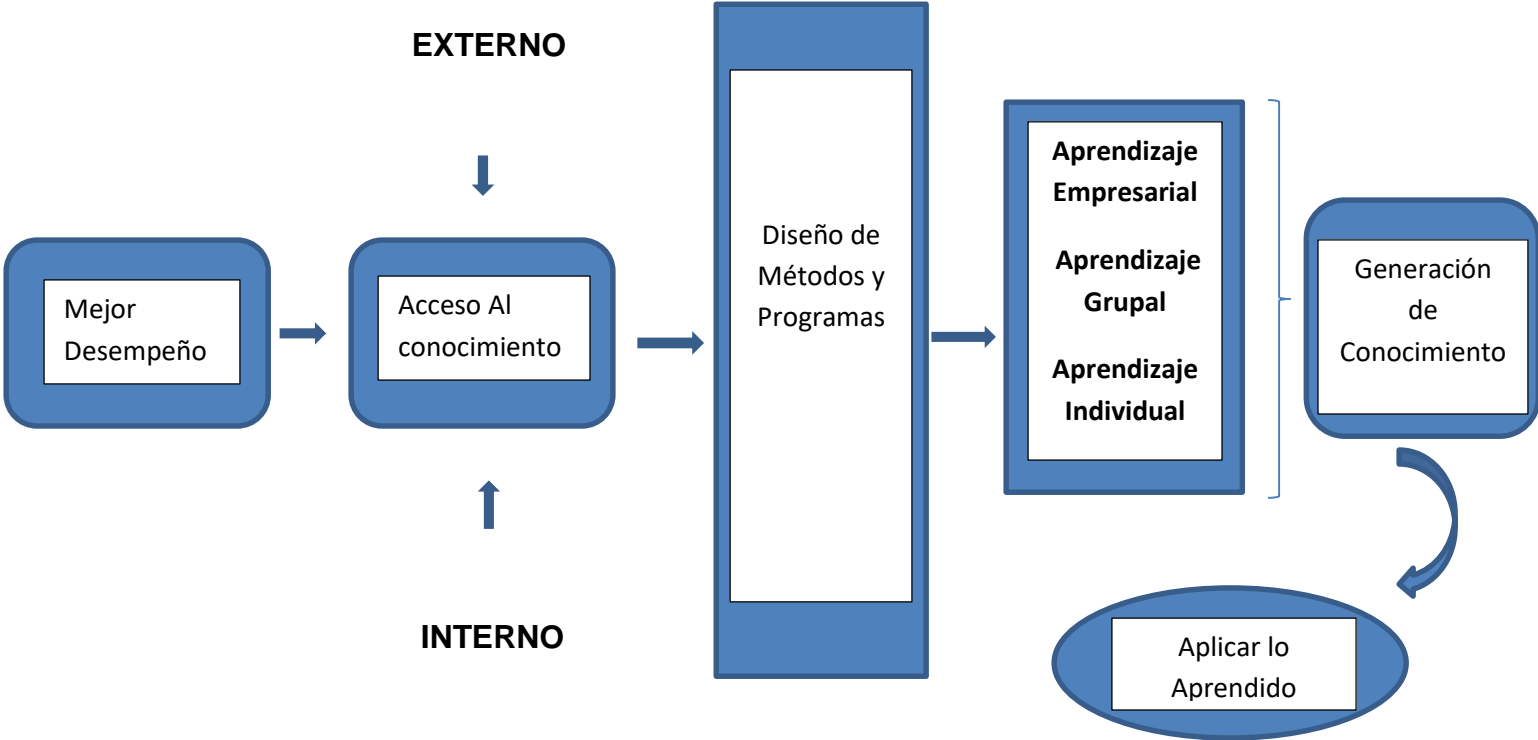 EXTERNO
Mejor
Desempeño
Acceso Al
conocimiento
INTERNO
Diseño de
Métodos y
Programas
Aprendizaje
Empresarial
Aprendizaje
Grupal
Aprendizaje
Individual
Generación
de
Conocimiento
Aplicar lo
Aprendido